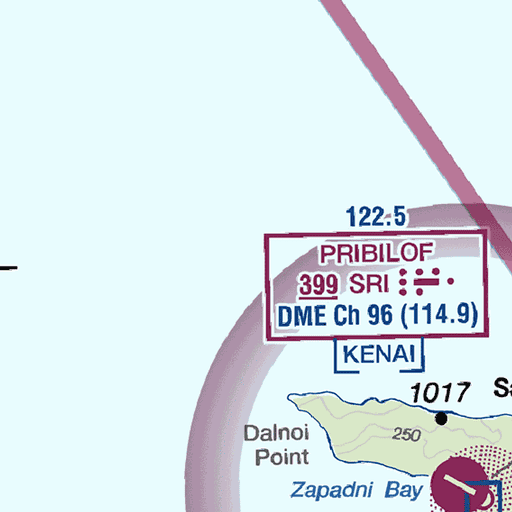 122.5
PRIBILOF
399 SRI
DME Ch 96 (114.9)
KENAI
1017
Dalnoi
Point
250
Zapadni Bay